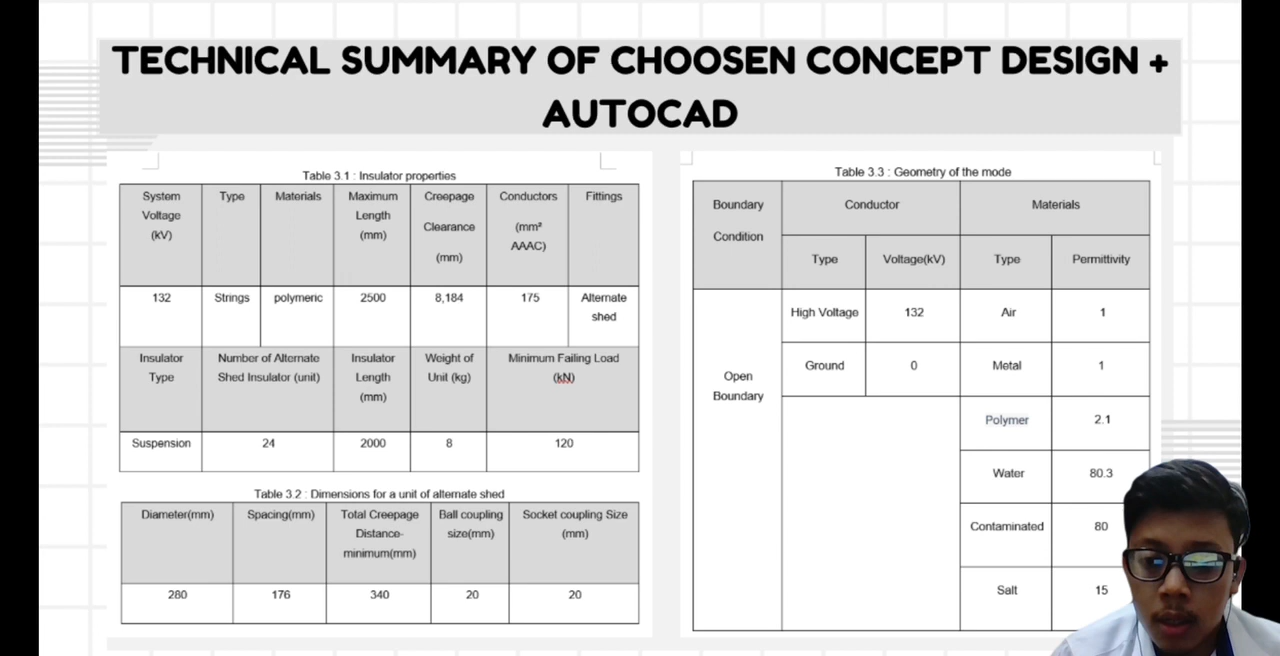 TECHNICAL SUMMARY OF CHOOSEN CONCEPT DESIGN +
AUTOCAD
Table 3.1 : Insulator properties
System Voltage (kV) Type Materials Maximum Length (mm) Creepage Clearance (mm) Conductors (mm² AAAC) Fittings
132 Strings polymeric 2500 8,184 175 Alternate shed
Insulator Type Number of Alternate Shed Insulator (unit) Insulator Length (mm) Weight of Unit (kg) Minimum Failing Load (kN)
Suspension 24 2000 8 120
Table 3.2 : Dimensions for a unit of alternate shed
Diameter(mm) Spacing(mm) Total Creepage Distance- minimum(mm) Ball coupling size(mm) Socket coupling Size (mm)
280 176 340 20 20
Table 3.3 : Geometry of the mode
Boundary Condition Conductor Materials
Type Voltage(kV) Type Permittivity
Open Boundary
High Voltage 132 Air 1
Ground 0 Metal 1
Polymer 2.1
Water 80.3
Contaminated 80
Salt 15